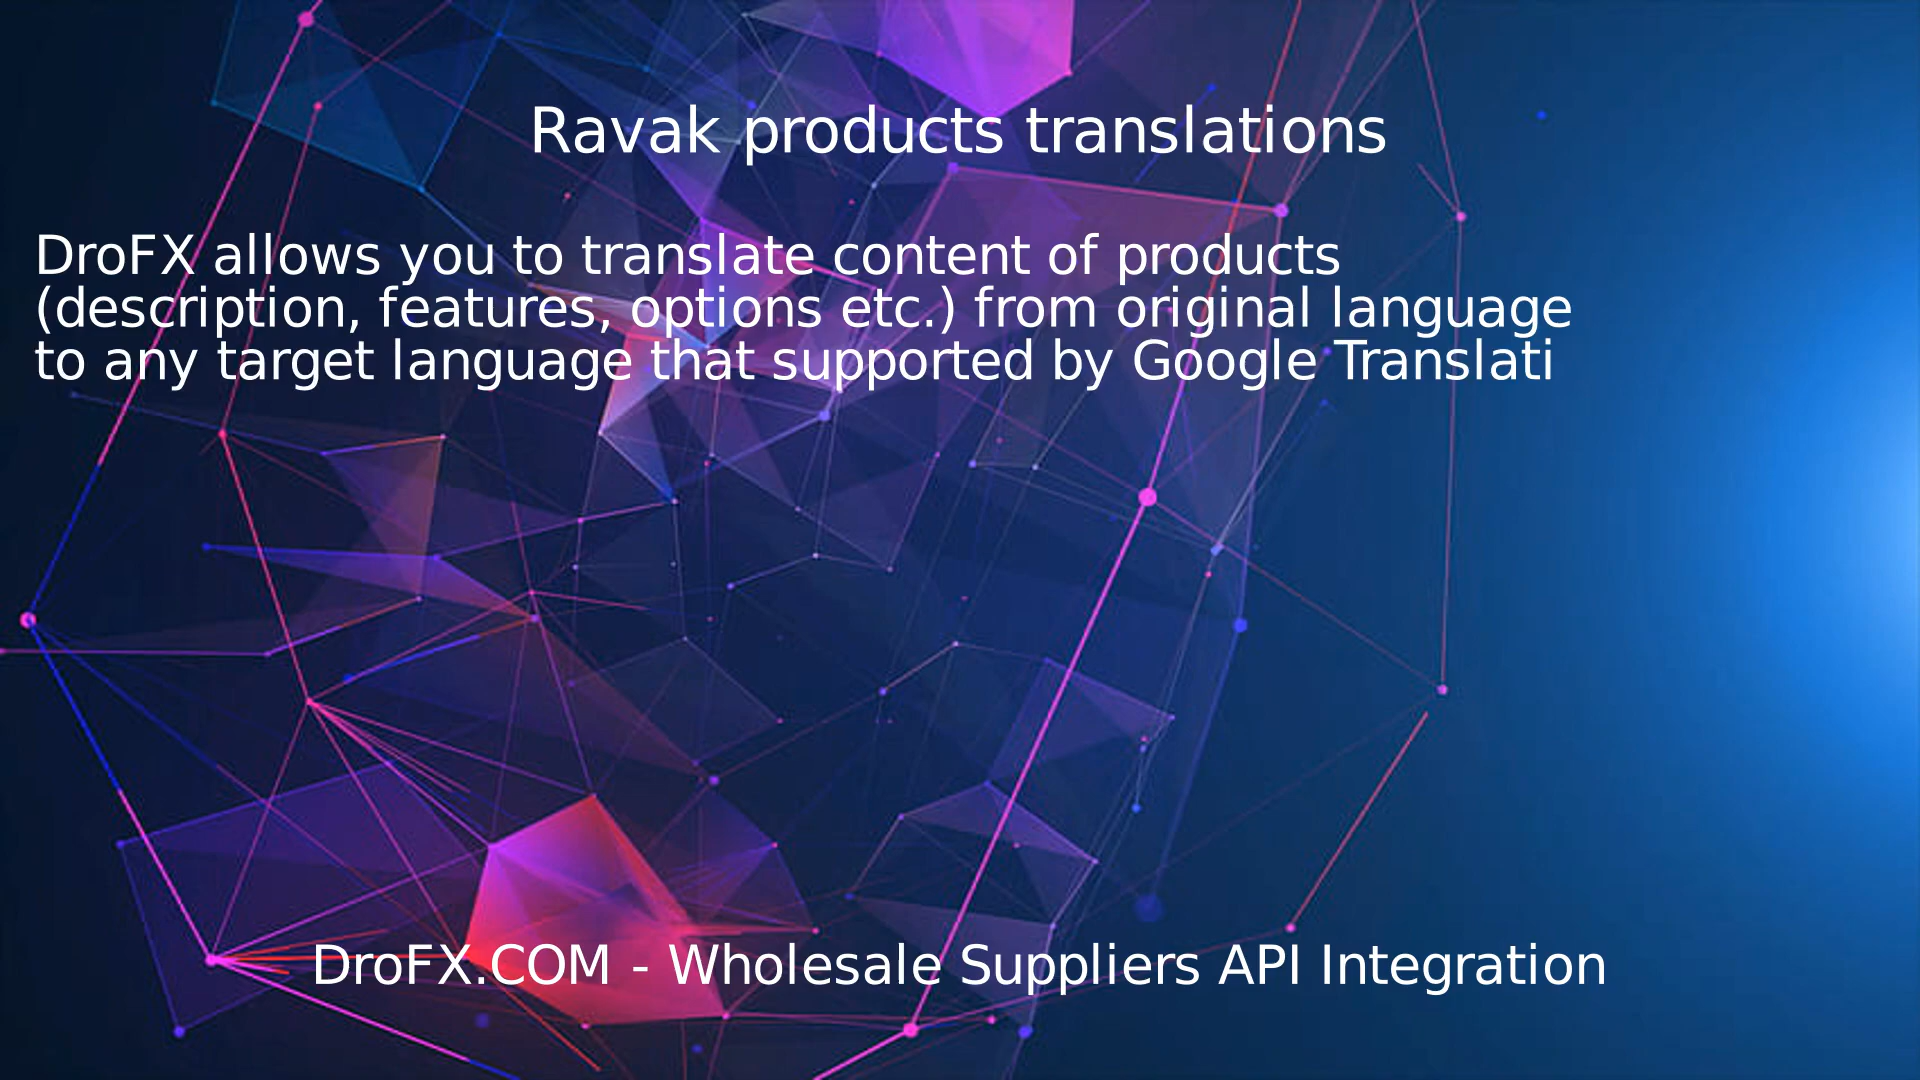 Ravak products translations
DroFX allows you to translate content of products
(description, features, options etc.) from original language
to any target language that supported by Google Translati
DroFX.COM - Wholesale Suppliers API Integration